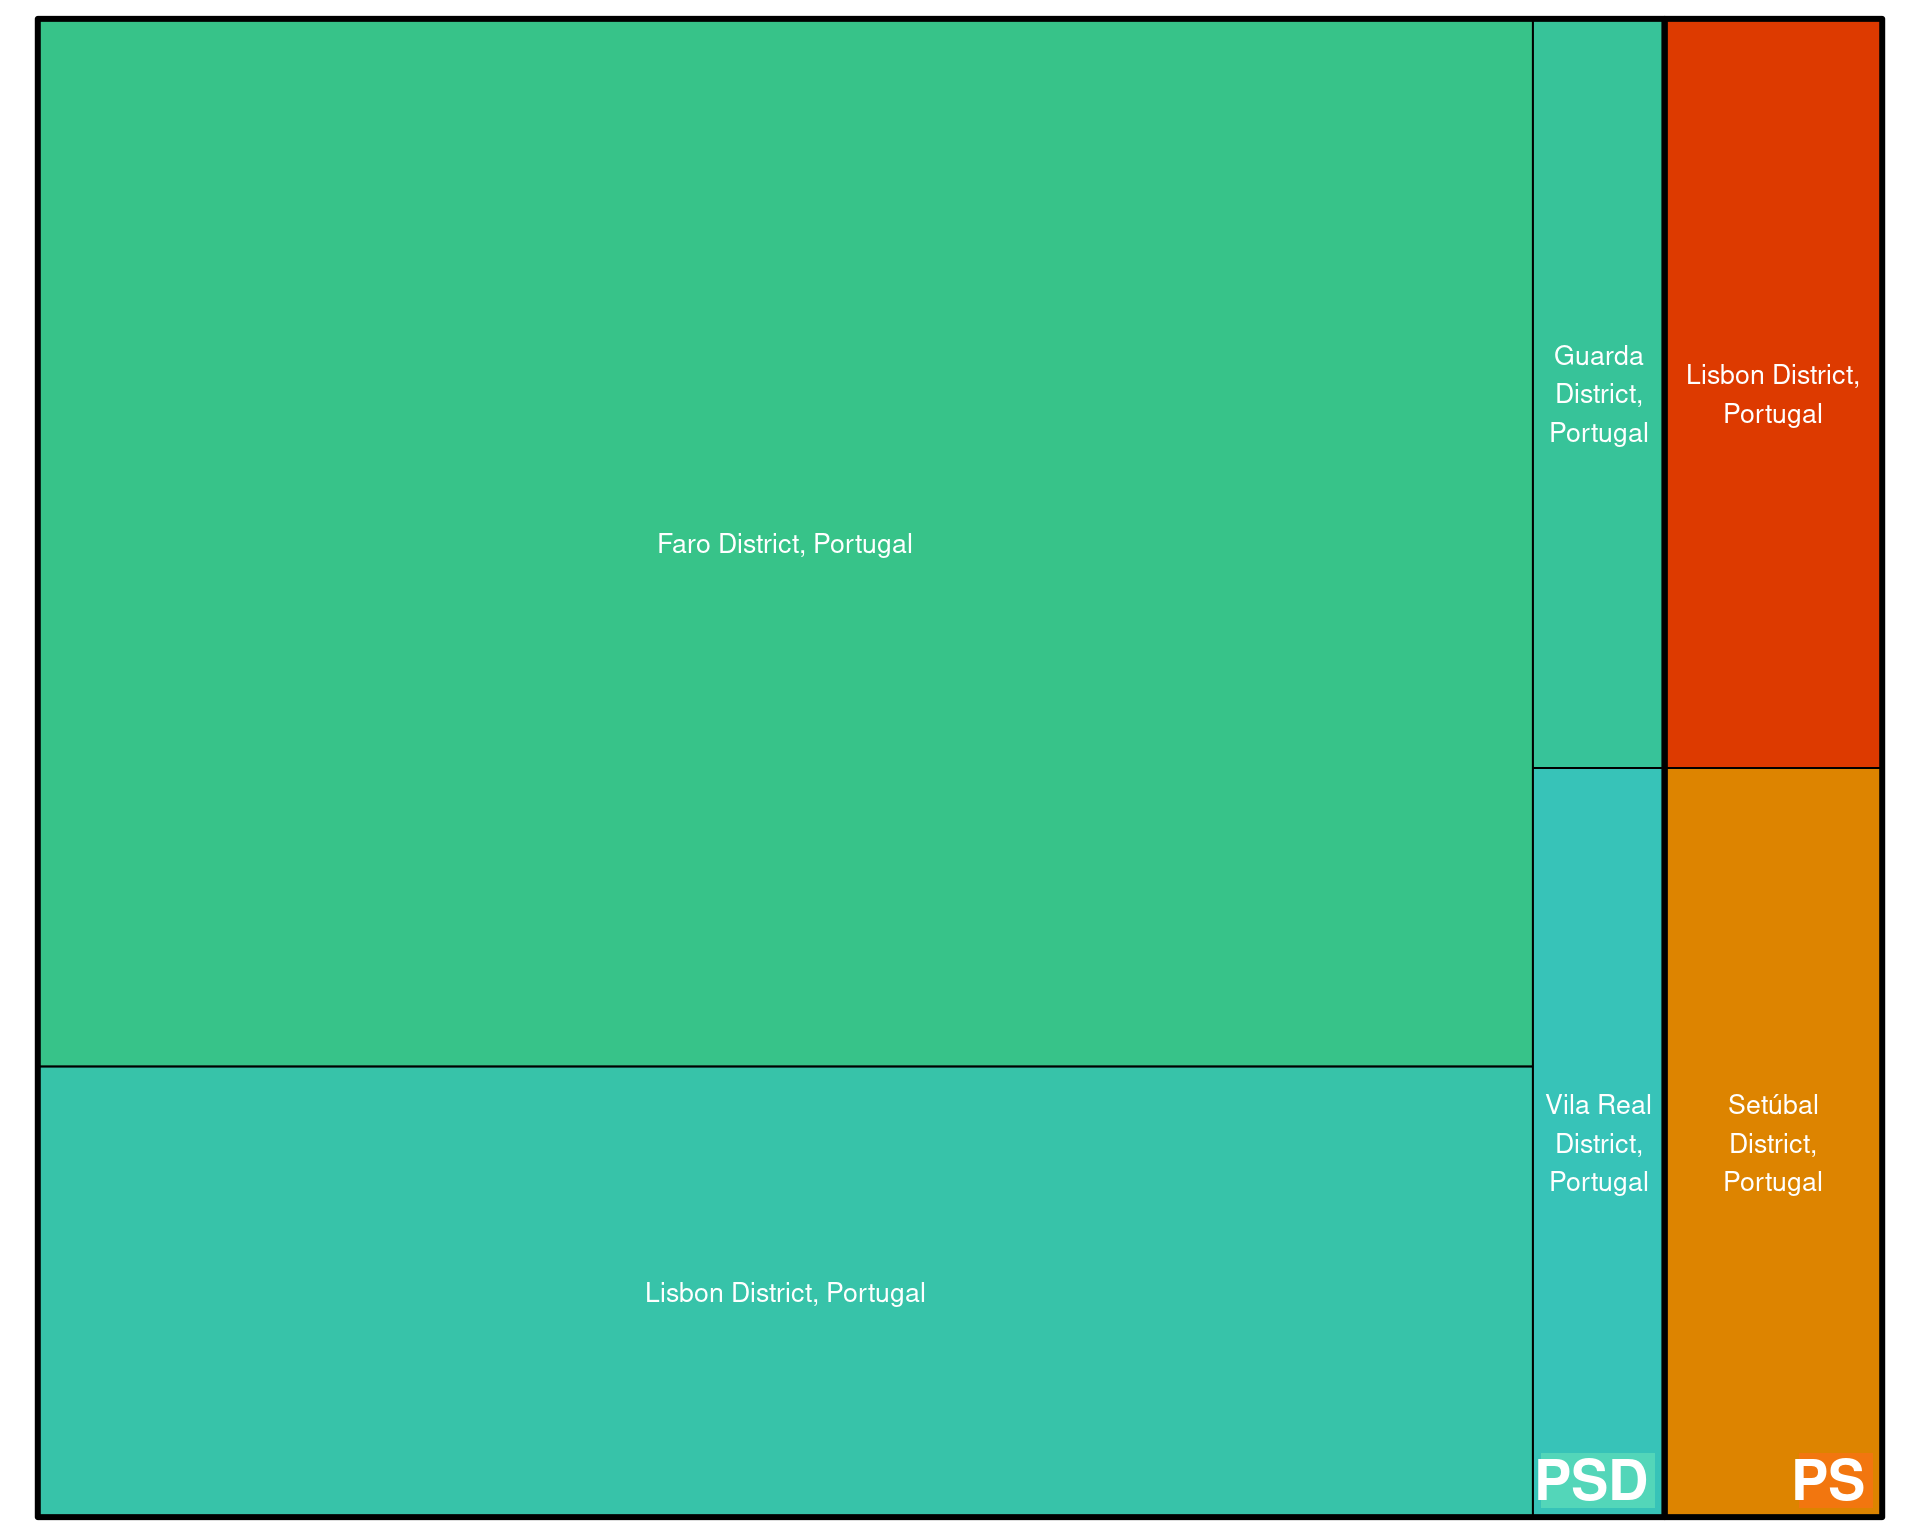 Faro District, Portugal
Lisbon District, Portugal
Guarda
District,
Portugal
Vila Real
District,
Portugal
PSD
Lisbon District,
Portugal
Setúbal
District,
Portugal
PS